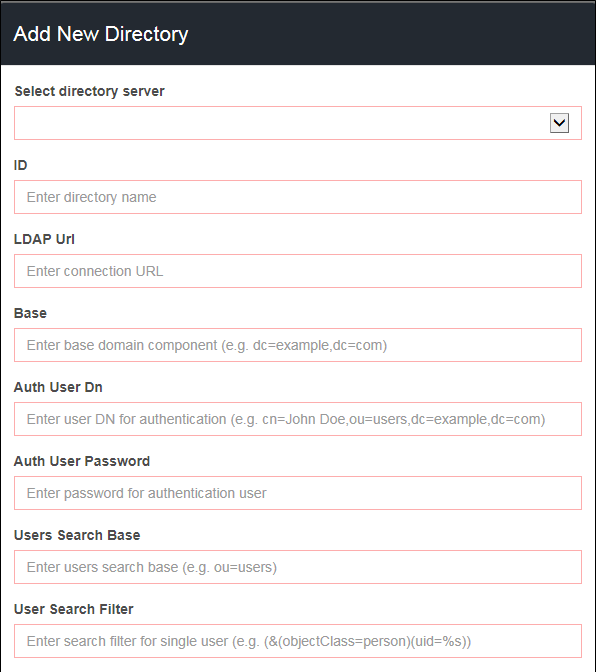 Add New Directory
Select directory server
ID
Enter directory name
LDAP Url
Enter connection URL
Base
Enter base domain component (e.g. dc=example,dc=com)
Auth User Dn
Enter user DN for authentication (e.g. cn=John Doe,ou=users,dc=example,dc=com)
Auth User Password
Enter password for authentication user
Users Search Base
Enter users search base (e.g. ou=users)
User Search Filter
Enter search filter for single user (e.g. (&(objectClass=person)(uid=%s))